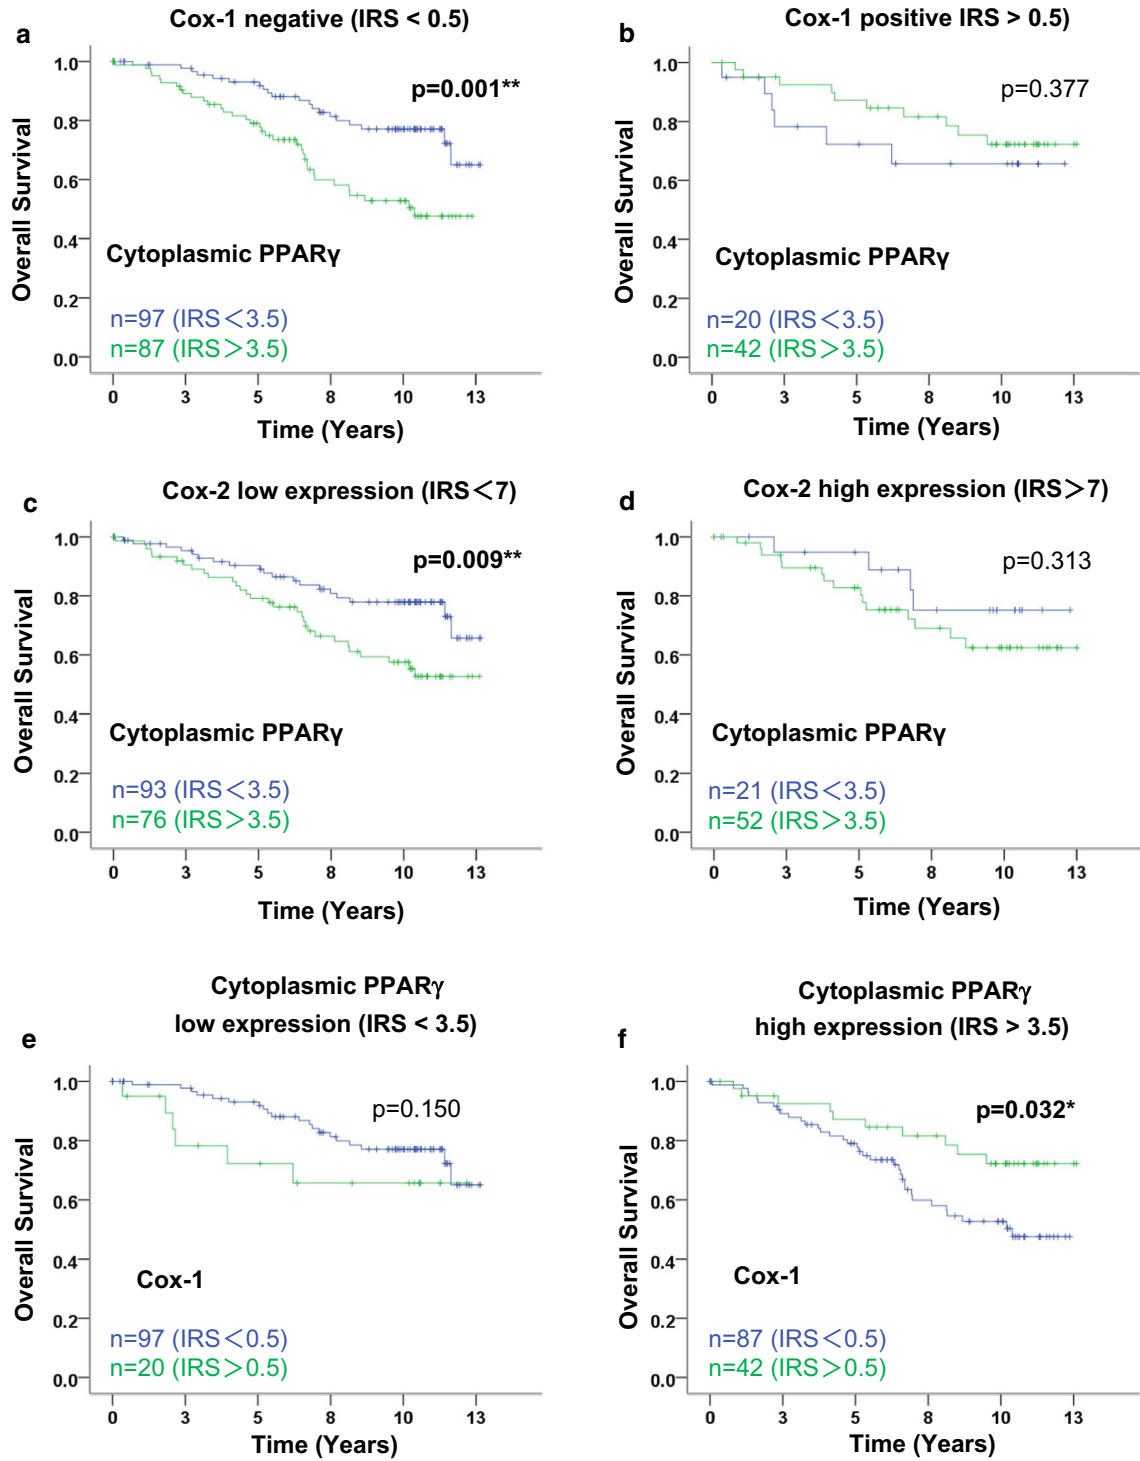 a
Cox-1 negative (IRS < 0.5)
1.0
0.8
0.6
0.4
0.2
0.0
Overall Survival
p=0.001**
Cytoplasmic PPARγ
n=97 (IRS＜3.5)
n=87 (IRS＞3.5)
0 3 5 8 10 13
Time (Years)
b
Cox-1 positive IRS > 0.5)
1.0
0.8
0.6
0.4
0.2
0.0
Overall Survival
p=0.377
Cytoplasmic PPARγ
n=20 (IRS＜3.5)
n=42 (IRS＞3.5)
0 3 5 8 10 13
Time (Years)
c
Cox-2 low expression (IRS＜7)
1.0
0.8
0.6
0.4
0.2
0.0
Overall Survival
p=0.009**
Cytoplasmic PPARγ
n=93 (IRS＜3.5)
n=76 (IRS＞3.5)
0 3 5 8 10 13
Time (Years)
d
Cox-2 high expression (IRS＞7)
1.0
0.8
0.6
0.4
0.2
0.0
Overall Survival
p=0.313
Cytoplasmic PPARγ
n=21 (IRS＜3.5)
n=52 (IRS＞3.5)
0 3 5 8 10 13
Time (Years)
e
Cytoplasmic PPARγ
low expression (IRS < 3.5)
1.0
0.8
0.6
0.4
0.2
0.0
Overall Survival
p=0.150
Cox-1
n=97 (IRS＜0.5)
n=20 (IRS＞0.5)
0 3 5 8 10 13
Time (Years)
f
Cytoplasmic PPARγ
high expression (IRS > 3.5)
1.0
0.8
0.6
0.4
0.2
0.0
Overall Survival
p=0.032*
Cox-1
n=87 (IRS＜0.5)
n=42 (IRS＞0.5)
0 3 5 8 10 13
Time (Years)